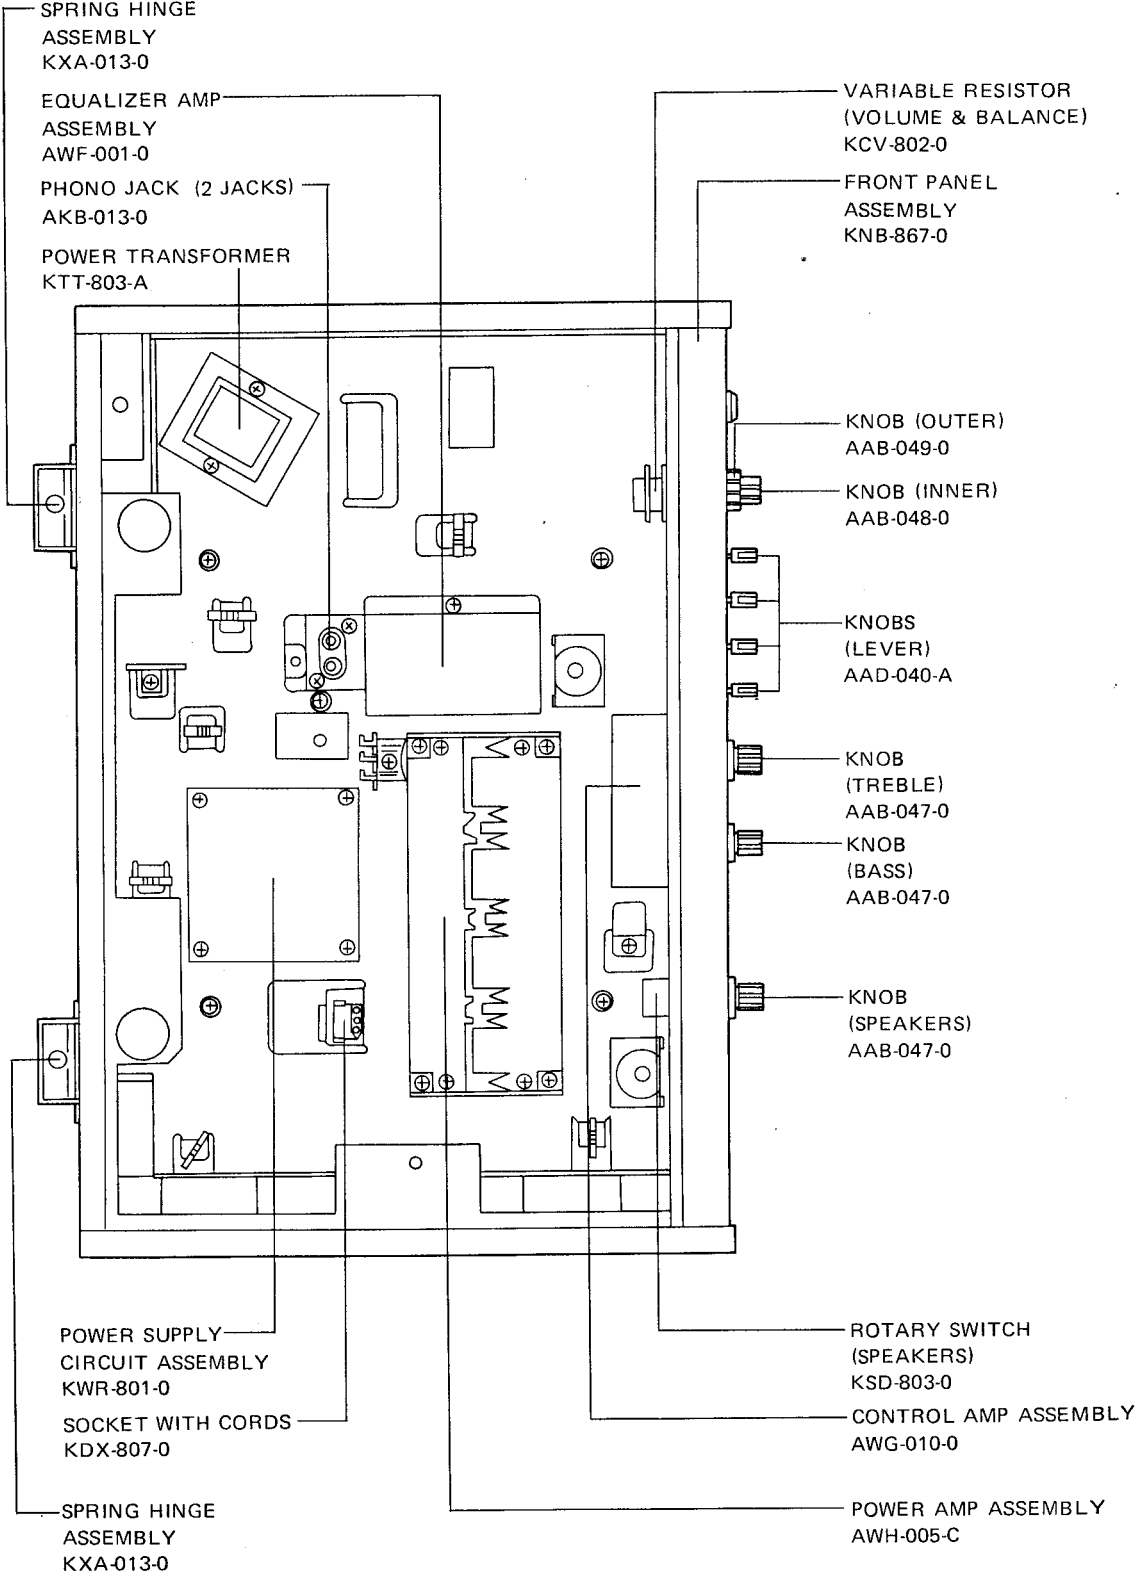 SPRING HINGE
ASSEMBLY
KXA-013-0
EQUALIZER AMP
ASSEMBLY
AWF-001-0
PHONO JACK (2 JACKS)
AKB-013-0
POWER TRANSFORMER
KTT-803-A
VARIABLE RESISTOR
(VOLUME & BALANCE)
KCV-802-0
FRONT PANEL
ASSEMBLY
KNB-867-0
KNOB (OUTER)
AAB-049-0
KNOB (INNER)
AAB-048-0
KNOBS
(LEVER)
AAD-040-A
KNOB
(TREBLE)
AAB-047-0
KNOB
(BASS)
AAB-047-0
KNOB
(SPEAKERS)
AAB-047-0
POWER SUPPLY
CIRCUIT ASSEMBLY
KWR-801-0
SOCKET WITH CORDS
KDX-807-0
SPRING HINGE
ASSEMBLY
KXA-013-0
ROTARY SWITCH
(SPEAKERS)
KSD-803-0
CONTROL AMP ASSEMBLY
AWG-010-0
POWER AMP ASSEMBLY
AWH-005-C